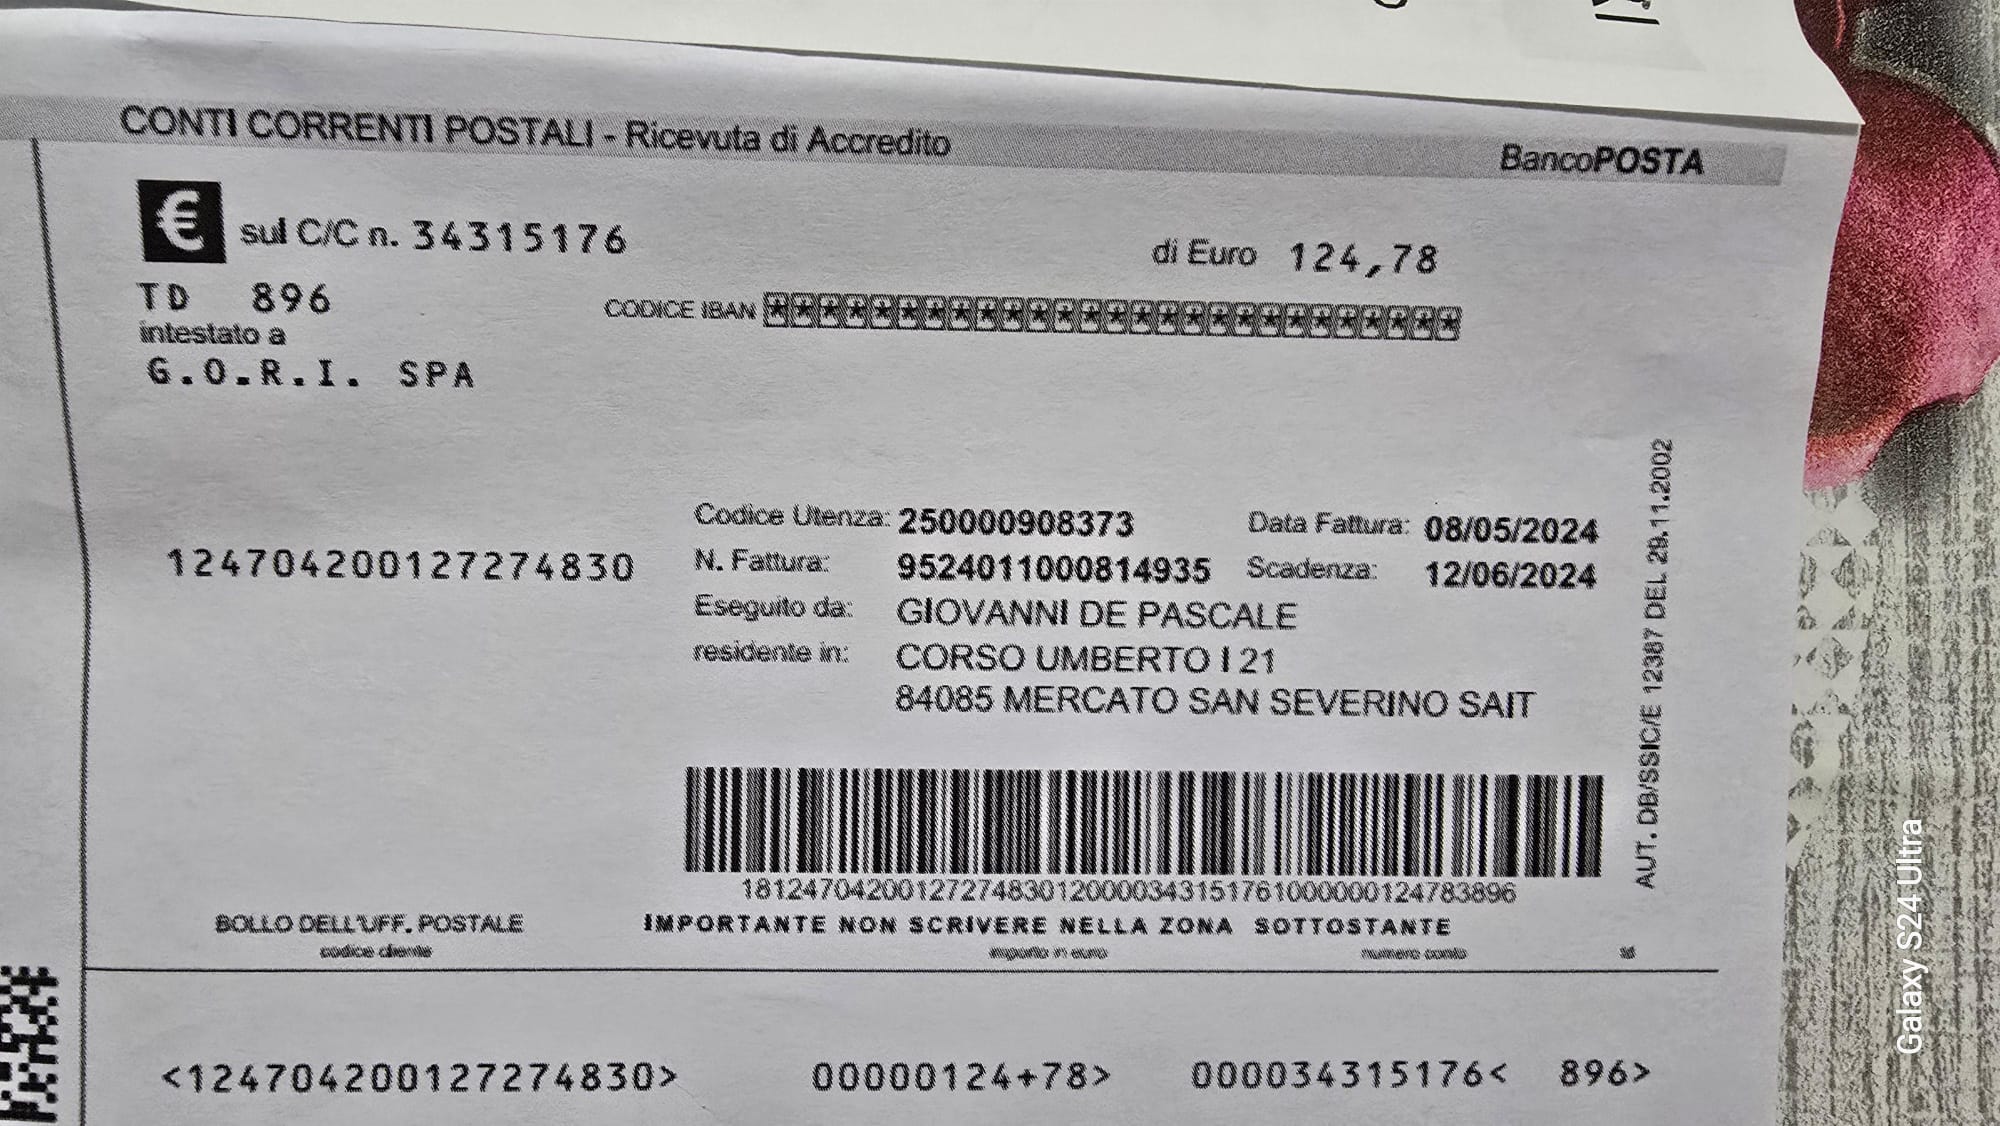 CONTI CORRENTI POSTALI - Ricevuta di Accredito
BancoPOSTA
€ sul C/C n. 34315176
di Euro 124,78
TD 896
CODICE IBAN
intestato a
G.O.R.I. SPA
Codice Utenza: 250000908373 Data Fattura: 08/05/2024
124704200127274830
N. Fattura: 9524011000814935 Scadenza: 12/06/2024
Eseguito da: GIOVANNI DE PASCALE
residente in: CORSO UMBERTO I 21
84085 MERCATO SAN SEVERINO SAIT
AUT. DB/SSIC/E 12387 DEL 29.11.2002
18124704200127274830120000343151761000000124783896
BOLLO DELL'UFF. POSTALE
IMPORTANTE NON SCRIVERE NELLA ZONA SOTTOSTANTE
codice cliente importo in euro numero conto td
<124704200127274830> 00000124+78> 000034315176< 896>
Galaxy S24 Ultra